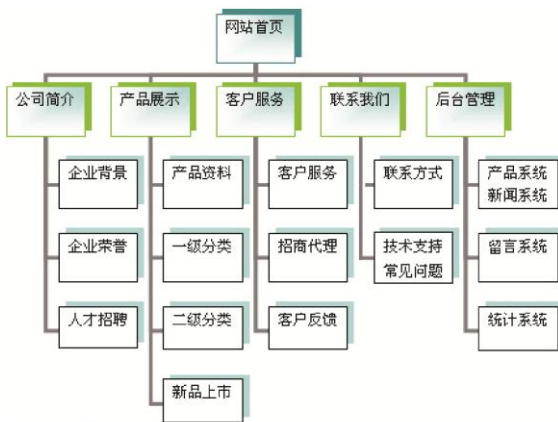 网站首页
公司简介
产品展示
客户服务
联系我们
后台管理
企业背景
产品资料
客户服务
联系方式
产品系统
新闻系统
企业荣誉
一级分类
招商代理
技术支持
常见问题
留言系统
人才招聘
二级分类
客户反馈
统计系统
新品上市